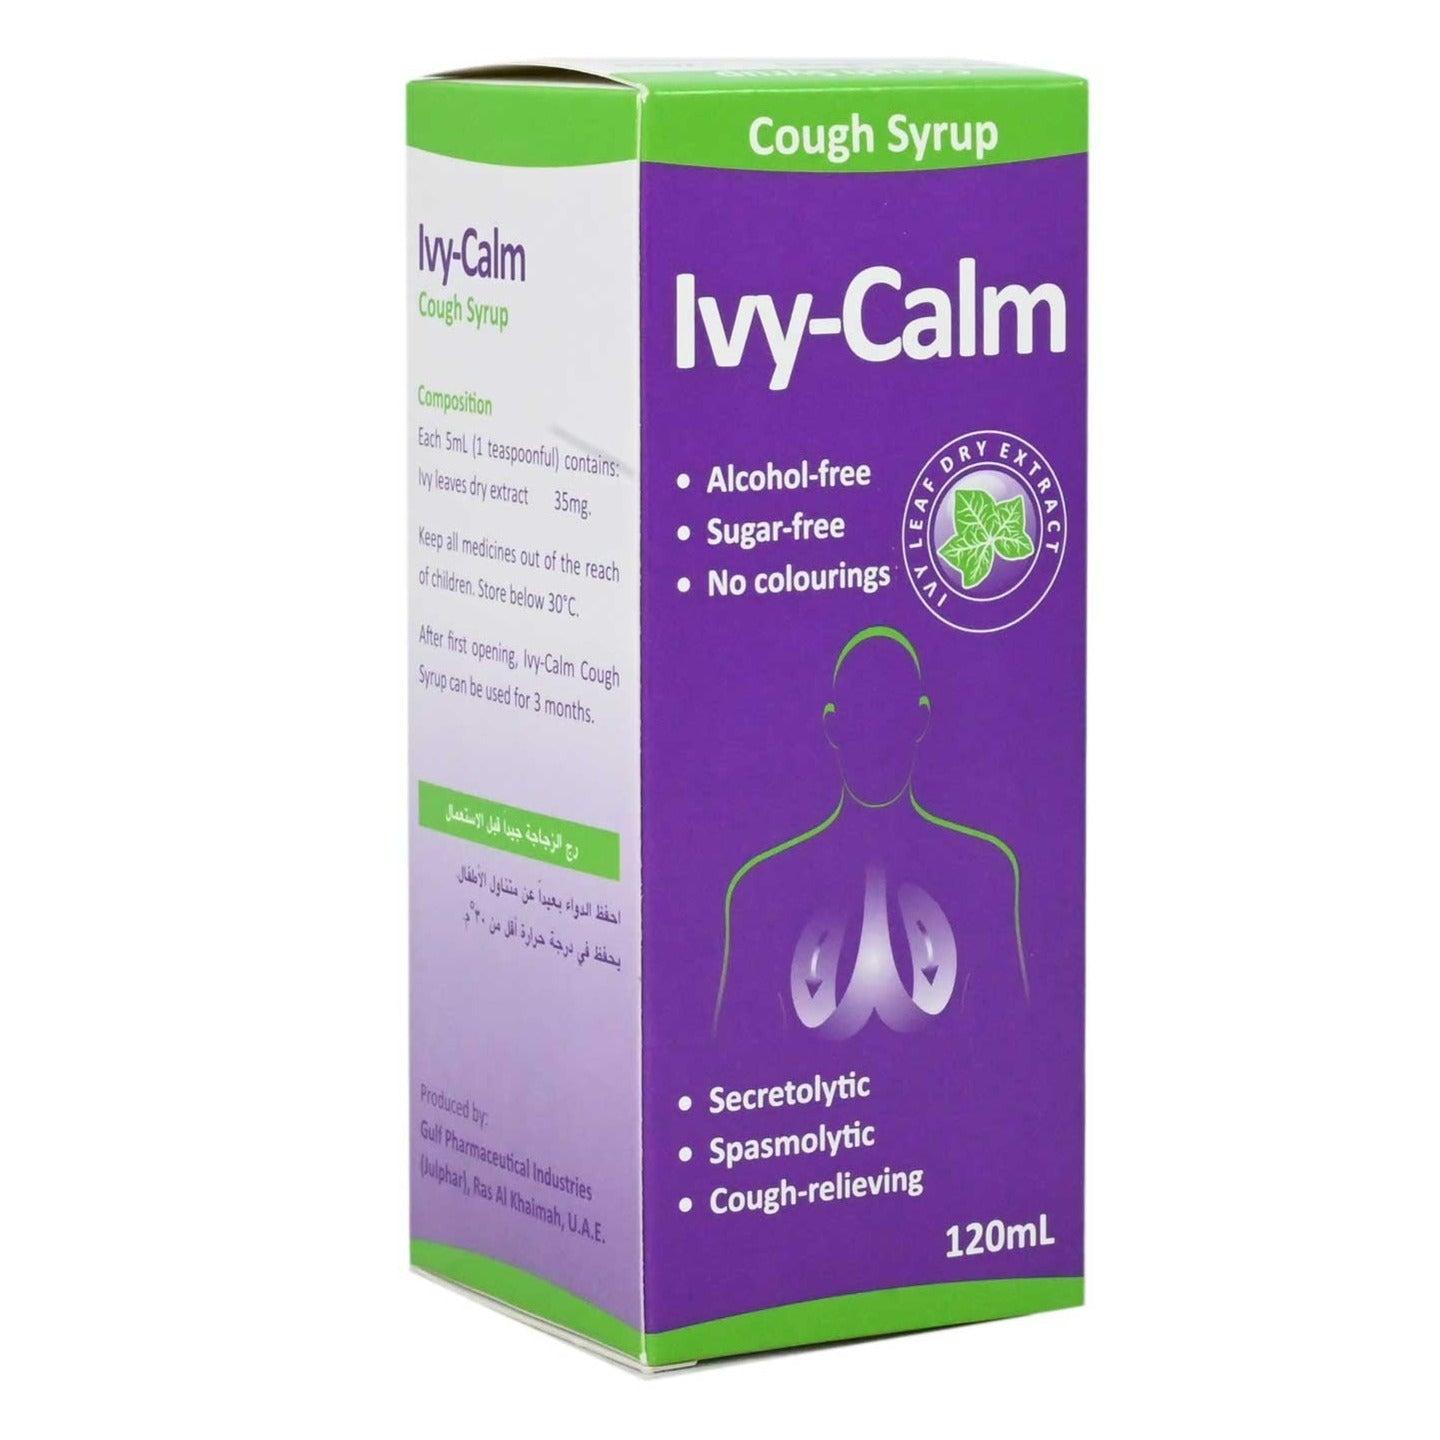 Cough Syrup
Ivy-Calm
Cough Syrup
Composition
Each 5mL (1 teaspoonful) contains:
Ivy leaves dry extract 35mg.
Keep all medicines out of the reach
of children. Store below 30°C.
After first opening, Ivy-Calm Cough
Syrup can be used for 3 months.
رج الزجاجة جيداً قبل الاستعمال
احفظ الدواء بعيداً عن متناول الأطفال.
يحفظ في درجة حرارة أقل من ٣٠°م.
Produced by:
Gulf Pharmaceutical Industries
(Julphar), Ras Al Khaimah, U.A.E.
Cough Syrup
Ivy-Calm
• Alcohol-free
• Sugar-free
• No colourings
IVY LEAF DRY EXTRACT
• Secretolytic
• Spasmolytic
• Cough-relieving
120mL